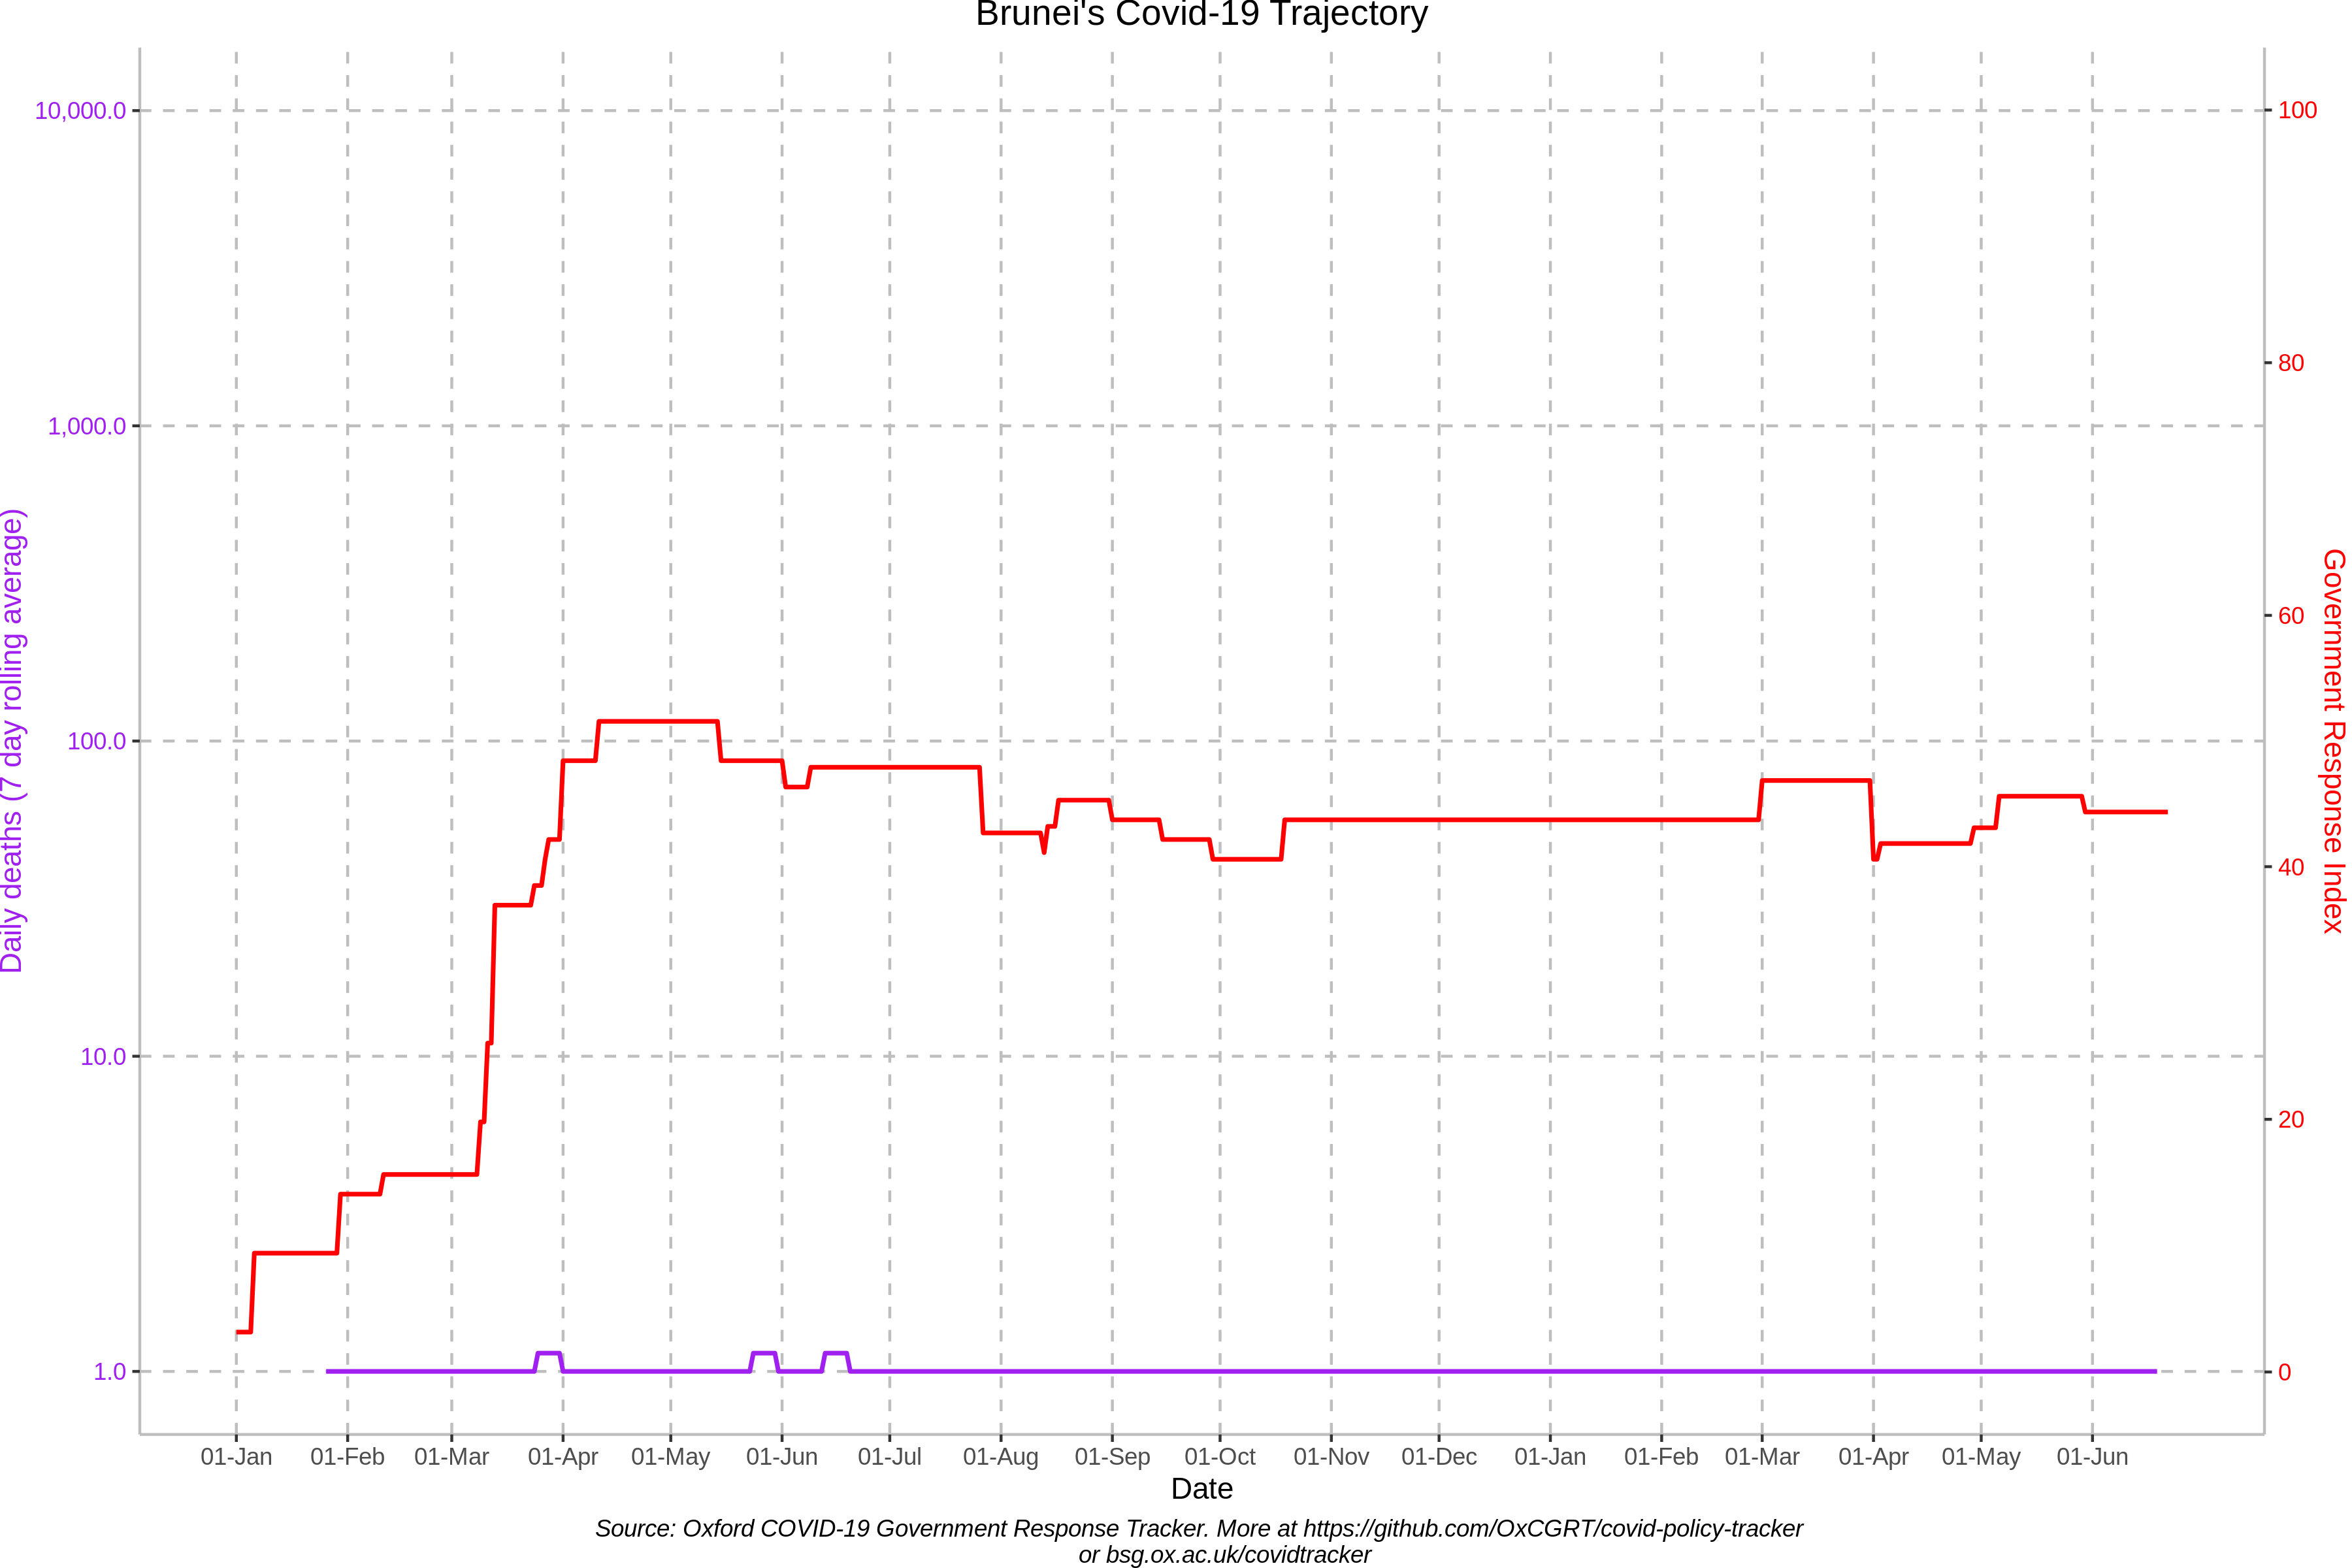 Brunei's Covid-19 Trajectory
10,000.0
1,000.0
100.0
10.0
1.0
Daily deaths (7 day rolling average)
100
80
60
40
20
0
Government Response Index
01-Jan 01-Feb 01-Mar 01-Apr 01-May 01-Jun 01-Jul 01-Aug 01-Sep 01-Oct 01-Nov 01-Dec 01-Jan 01-Feb 01-Mar 01-Apr 01-May 01-Jun
Date
Source: Oxford COVID-19 Government Response Tracker. More at https://github.com/OxCGRT/covid-policy-tracker
or bsg.ox.ac.uk/covidtracker